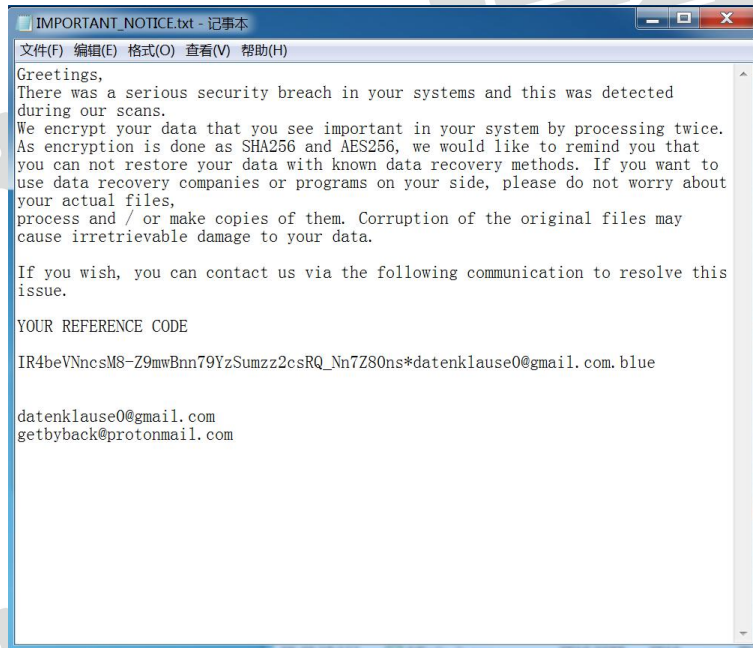 IMPORTANT_NOTICE.txt - 记事本
文件(F) 编辑(E) 格式(O) 查看(V) 帮助(H)
Greetings,
There was a serious security breach in your systems and this was detected
during our scans.
We encrypt your data that you see important in your system by processing twice.
As encryption is done as SHA256 and AES256, we would like to remind you that
you can not restore your data with known data recovery methods. If you want to
use data recovery companies or programs on your side, please do not worry about
your actual files,
process and / or make copies of them. Corruption of the original files may
cause irretrievable damage to your data.
If you wish, you can contact us via the following communication to resolve this
issue.
YOUR REFERENCE CODE
IR4beVNncsM8-Z9mwBnn79YzSumzz2csRQ_Nn7Z80ns*datenklause0@gmail.com.blue
datenklause0@gmail.com
getbyback@protonmail.com